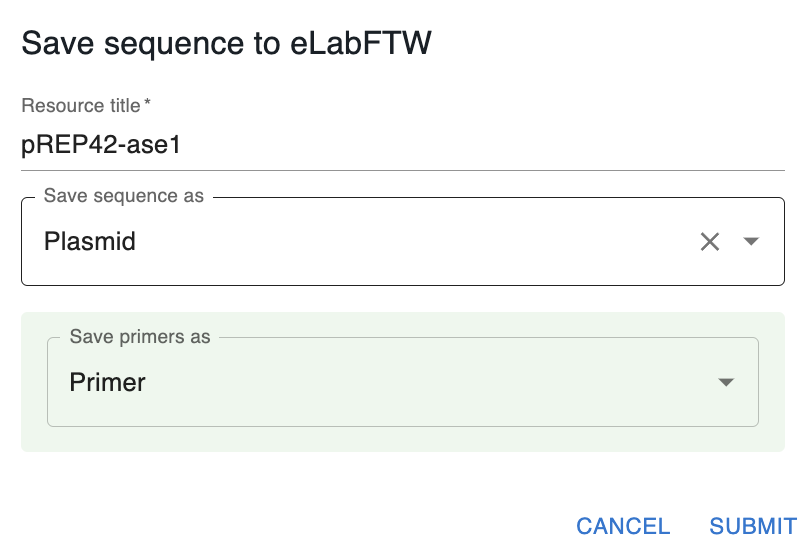 Save sequence to eLabFTW
Resource title *
pREP42-ase1
Save sequence as
Plasmid
Save primers as
Primer
CANCEL SUBMIT